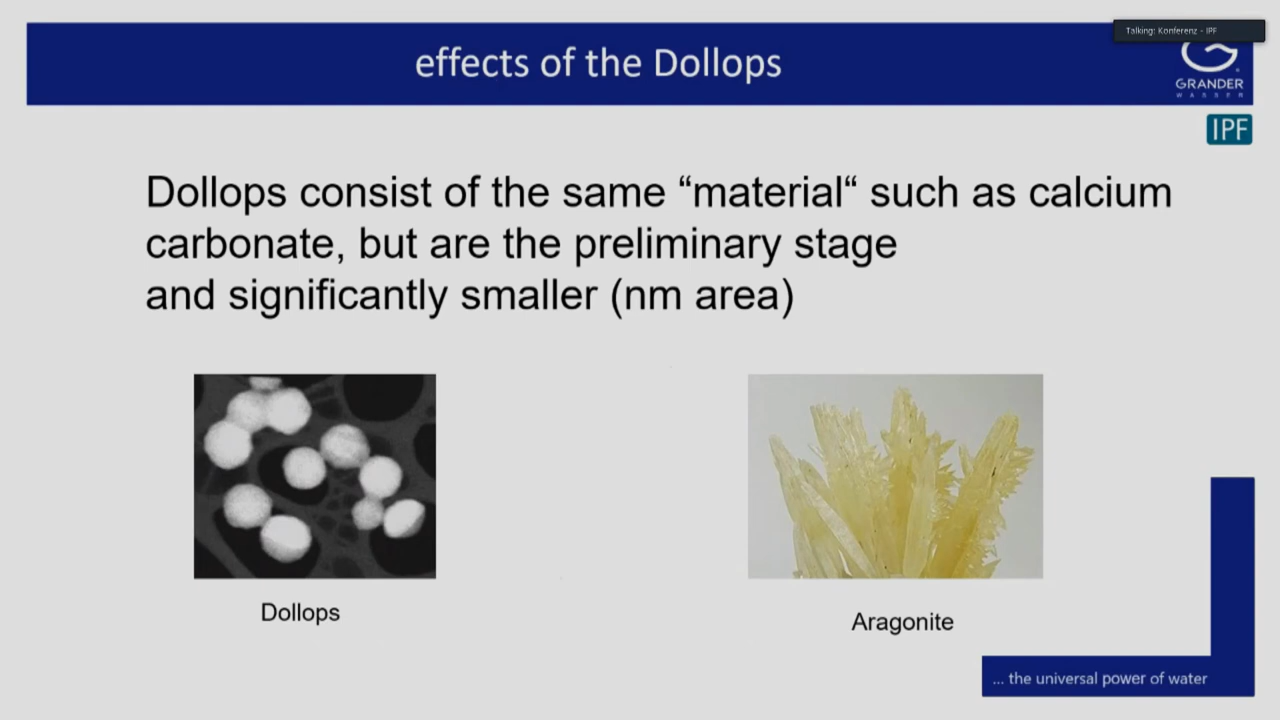 Talking: Konferenz - IPF
effects of the Dollops
GRANDER
WASSER
IPF
Dollops consist of the same “material“ such as calcium
carbonate, but are the preliminary stage
and significantly smaller (nm area)
Dollops
Aragonite
... the universal power of water